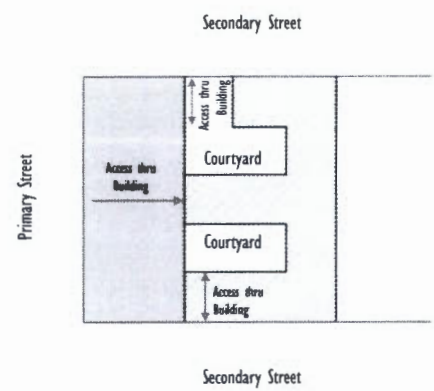 Secondary Street
Access thru
Building
Courtyard
Primary Street
Access thru
Building
Courtyard
Access thru
Building
Secondary Street